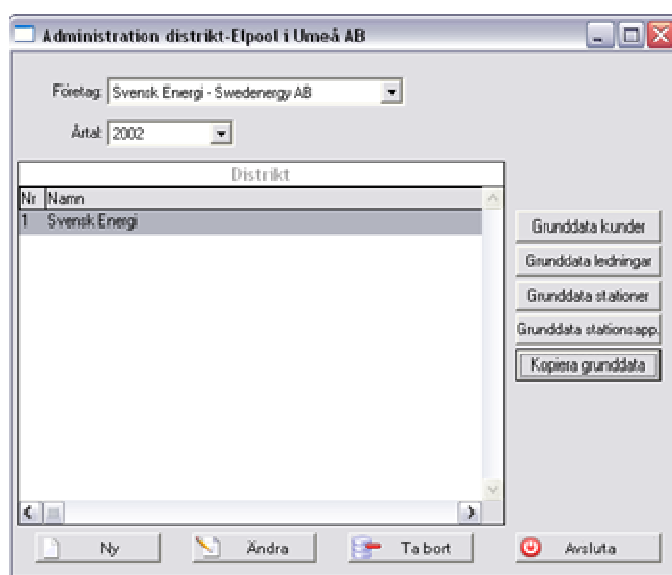 Administration distrikt-Elpool i Umeå AB
Företag: Svensk Energi - Swedenergy AB
Årtal: 2002
Distrikt
Nr Namn
1 Svensk Energi
Grunddata kunder
Grunddata ledningar
Grunddata stationer
Grunddata stationsapp.
Kopiera grunddata
Ny
Ändra
Ta bort
Avsluta